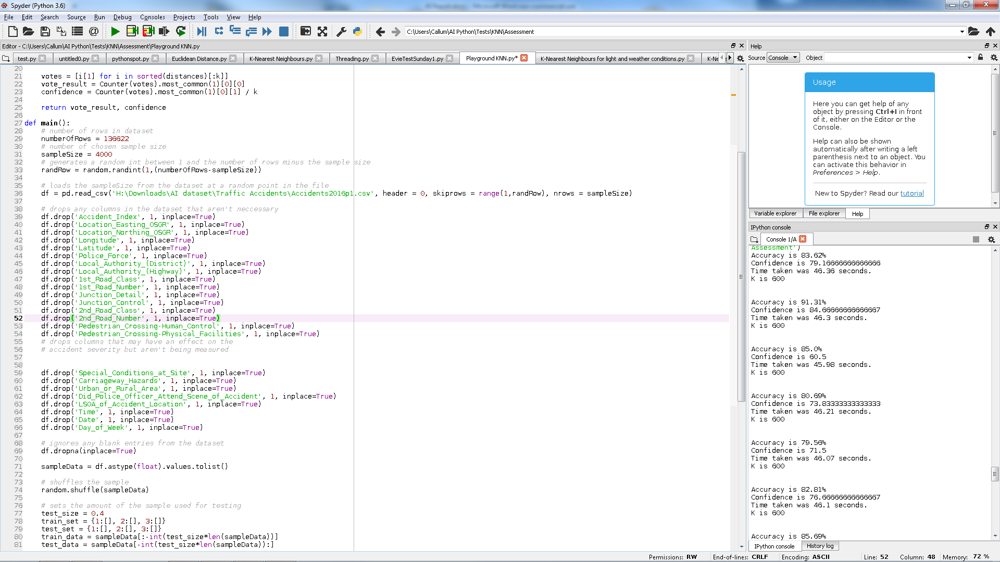 Spyder (Python 3.6)
File Edit Search Source Run Debug Consoles Projects Tools View Help
C:\Users\Callum\AI Python\Tests\KNN\Assessment
Editor - C:\Users\Callum\AI Python\Tests\KNN\Assessment\Playground KNN.py
test.py untitled0.py pythonspot.py Euclidean Distance.py K-Nearest Neighbours.py Threading.py EvieTestSunday1.py Playground KNN.py* K-Nearest Neighbours for light and weather conditions.py K-Ne
20
21 votes = [i[1] for i in sorted(distances)[:k]]
22 vote_result = Counter(votes).most_common(1)[0][0]
23 confidence = Counter(votes).most_common(1)[0][1] / k
24
25 return vote_result, confidence
26
27 def main():
28 # number of rows in dataset
29 numberOfRows = 136622
30 # number of chosen sample size
31 sampleSize = 4000
32 # generates a random int between 1 and the number of rows minus the sample size
33 randRow = random.randint(1,(numberOfRows-sampleSize))
34
35 # loads the sampleSize from the dataset at a random point in the file
36 df = pd.read_csv('H:\Downloads\AI dataset\Traffic Accidents\Accidents2016p1.csv', header = 0, skiprows = range(1,randRow), nrows = sampleSize)
37
38 # drops any columns in the dataset that aren't neccessary
39 df.drop('Accident_Index', 1, inplace=True)
40 df.drop('Location_Easting_OSGR', 1, inplace=True)
41 df.drop('Location_Northing_OSGR', 1, inplace=True)
42 df.drop('Longitude', 1, inplace=True)
43 df.drop('Latitude', 1, inplace=True)
44 df.drop('Police_Force', 1, inplace=True)
45 df.drop('Local_Authority_(District)', 1, inplace=True)
46 df.drop('Local_Authority_(Highway)', 1, inplace=True)
47 df.drop('1st_Road_Class', 1, inplace=True)
48 df.drop('1st_Road_Number', 1, inplace=True)
49 df.drop('Junction_Detail', 1, inplace=True)
50 df.drop('Junction_Control', 1, inplace=True)
51 df.drop('2nd_Road_Class', 1, inplace=True)
52 df.drop('2nd_Road_Number', 1, inplace=True)
53 df.drop('Pedestrian_Crossing-Human_Control', 1, inplace=True)
54 df.drop('Pedestrian_Crossing-Physical_Facilities', 1, inplace=True)
55 # drops columns that may have an effect on the
56 # accident severity but aren't being measured
57
58
59 df.drop('Special_Conditions_at_Site', 1, inplace=True)
60 df.drop('Carriageway_Hazards', 1, inplace=True)
61 df.drop('Urban_or_Rural_Area', 1, inplace=True)
62 df.drop('Did_Police_Officer_Attend_Scene_of_Accident', 1, inplace=True)
63 df.drop('LSOA_of_Accident_Location', 1, inplace=True)
64 df.drop('Time', 1, inplace=True)
65 df.drop('Date', 1, inplace=True)
66 df.drop('Day_of_Week', 1, inplace=True)
67
68 # ignores any blank entries from the dataset
69 df.dropna(inplace=True)
70
71 sampleData = df.astype(float).values.tolist()
72
73 # shuffles the sample
74 random.shuffle(sampleData)
75
76 # sets the amount of the sample used for testing
77 test_size = 0.4
78 train_set = {1:[], 2:[], 3:[]}
79 test_set = {1:[], 2:[], 3:[]}
80 train_data = sampleData[:-int(test_size*len(sampleData))]
81 test_data = sampleData[-int(test_size*len(sampleData)):]
Help
Source Console Object
Usage
Here you can get help of any
object by pressing Ctrl+I in front
of it, either on the Editor or the
Console.
Help can also be shown
automatically after writing a left
parenthesis next to an object. You
can activate this behavior in
Preferences > Help.
New to Spyder? Read our tutorial
Variable explorer File explorer Help
IPython console
Console 1/A
Assessment')
Accuracy is 83.62%
Confidence is 79.16666666666666
Time taken was 46.36 seconds.
K is 600
Accuracy is 91.31%
Confidence is 84.66666666666667
Time taken was 46.3 seconds.
K is 600
Accuracy is 85.0%
Confidence is 60.5
Time taken was 45.98 seconds.
K is 600
Accuracy is 80.69%
Confidence is 73.83333333333333
Time taken was 46.21 seconds.
K is 600
Accuracy is 79.56%
Confidence is 71.5
Time taken was 46.07 seconds.
K is 600
Accuracy is 82.81%
Confidence is 76.66666666666667
Time taken was 46.1 seconds.
K is 600
Accuracy is 85.69%
IPython console History log
Permissions: RW End-of-lines: CRLF Encoding: ASCII Line: 52 Column: 48 Memory: 72 %